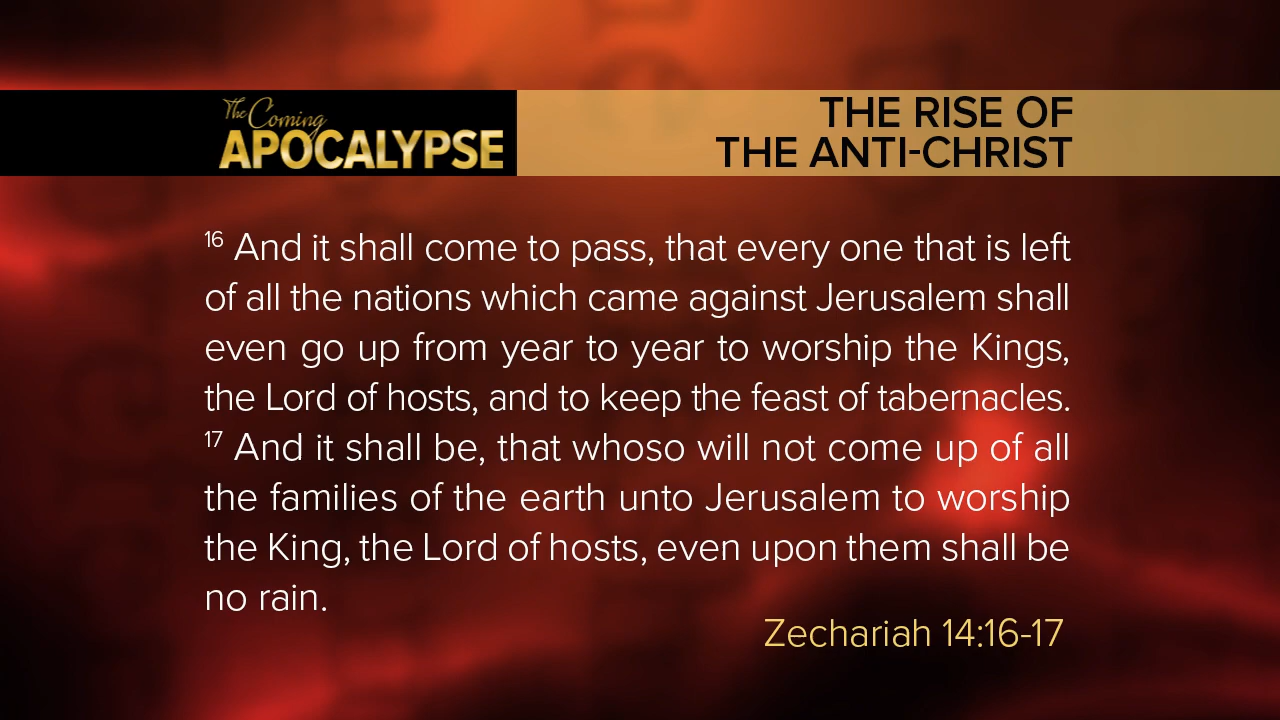 The Coming
APOCALYPSE
THE RISE OF
THE ANTI-CHRIST
16 And it shall come to pass, that every one that is left
of all the nations which came against Jerusalem shall
even go up from year to year to worship the Kings,
the Lord of hosts, and to keep the feast of tabernacles.
17 And it shall be, that whoso will not come up of all
the families of the earth unto Jerusalem to worship
the King, the Lord of hosts, even upon them shall be
no rain.
Zechariah 14:16-17